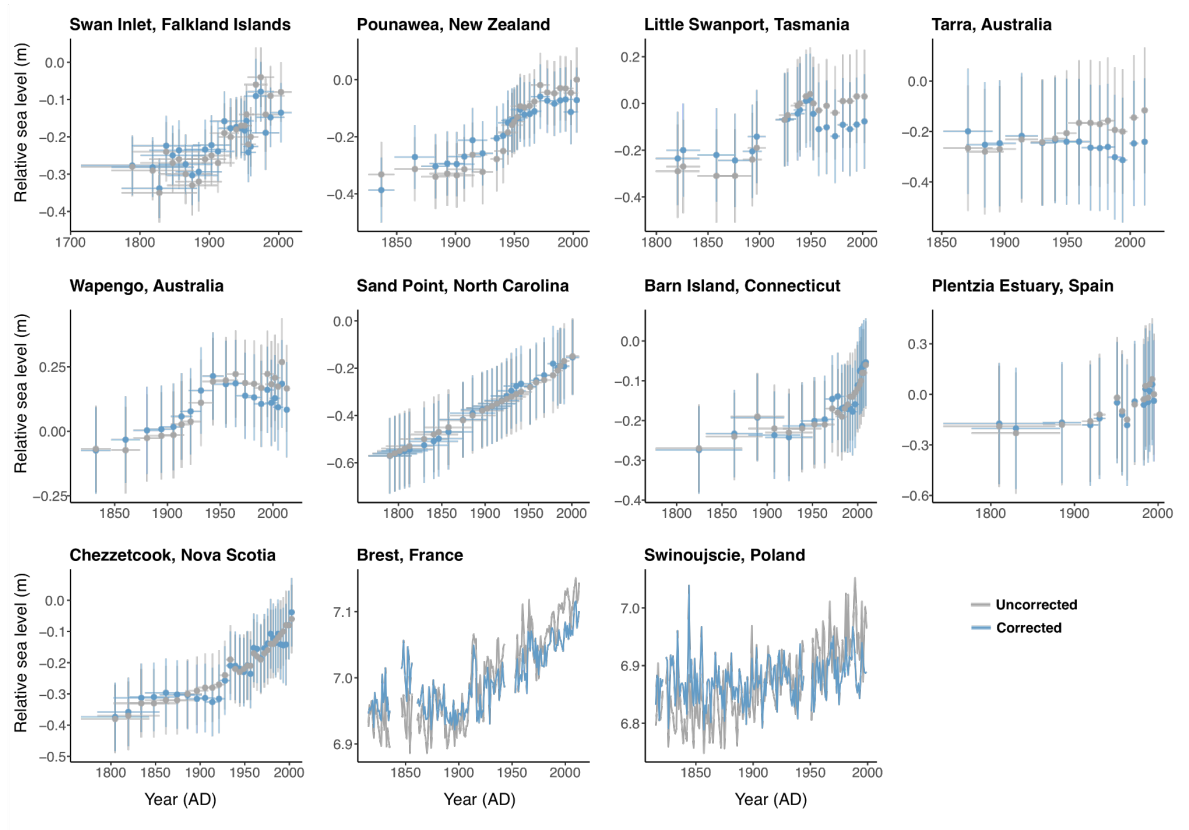 Swan Inlet, Falkland Islands
Relative sea level (m)
0.0
−0.1
−0.2
−0.3
−0.4
1700 1800 1900 2000
Pounawea, New Zealand
0.0
−0.2
−0.4
1850 1900 1950 2000
Little Swanport, Tasmania
0.2
0.0
−0.2
−0.4
1800 1850 1900 1950 2000
Tarra, Australia
0.0
−0.2
−0.4
1850 1900 1950 2000
Wapengo, Australia
Relative sea level (m)
0.25
0.00
−0.25
1850 1900 1950 2000
Sand Point, North Carolina
0.0
−0.2
−0.4
−0.6
1800 1850 1900 1950 2000
Barn Island, Connecticut
0.0
−0.1
−0.2
−0.3
−0.4
1800 1850 1900 1950 2000
Plentzia Estuary, Spain
0.3
0.0
−0.3
−0.6
1800 1900 2000
Chezzetcook, Nova Scotia
Relative sea level (m)
0.0
−0.1
−0.2
−0.3
−0.4
−0.5
1800 1850 1900 1950 2000
Year (AD)
Brest, France
7.1
7.0
6.9
1850 1900 1950 2000
Year (AD)
Swinoujscie, Poland
7.0
6.9
6.8
1850 1900 1950 2000
Year (AD)
Uncorrected
Corrected